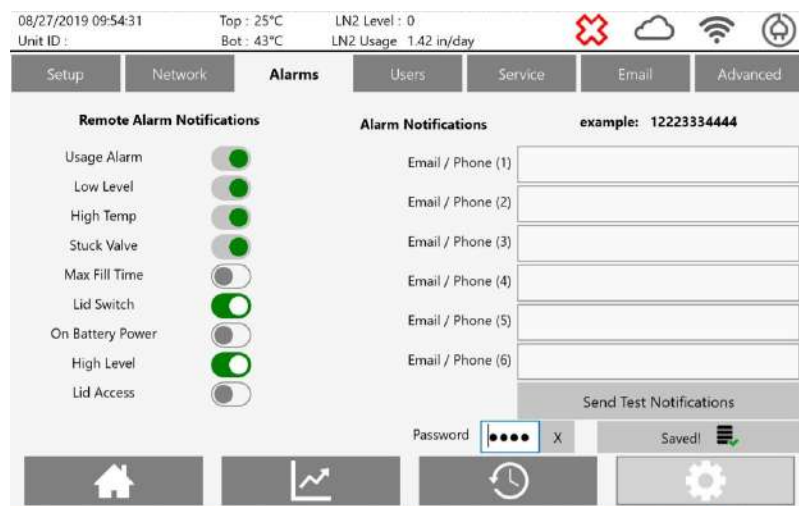 08/27/2019 09:54:31 Top : 25°C LN2 Level : 0
Unit ID : Bot : 43°C LN2 Usage 1.42 in/day
Setup Network Alarms Users Service Email Advanced
Remote Alarm Notifications
Usage Alarm
Low Level
High Temp
Stuck Valve
Max Fill Time
Lid Switch
On Battery Power
High Level
Lid Access
Alarm Notifications example: 12223334444
Email / Phone (1)
Email / Phone (2)
Email / Phone (3)
Email / Phone (4)
Email / Phone (5)
Email / Phone (6)
Send Test Notifications
Password •••• X Saved!